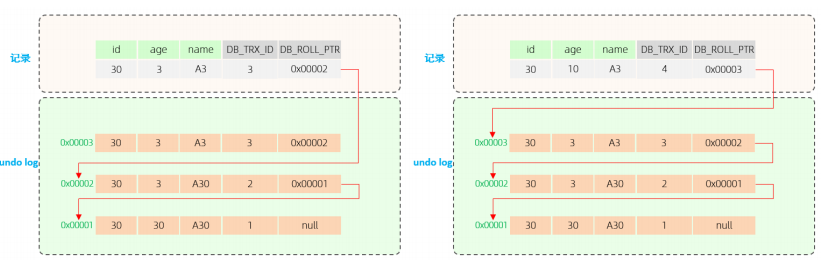 记录
id age name DB_TRX_ID DB_ROLL_PTR
30 3 A3 3 0x00002
undo log
0x00003 30 3 A3 3 0x00002
0x00002 30 3 A30 2 0x00001
0x00001 30 30 A30 1 null
记录
id age name DB_TRX_ID DB_ROLL_PTR
30 10 A3 4 0x00003
undo log
0x00003 30 3 A3 3 0x00002
0x00002 30 3 A30 2 0x00001
0x00001 30 30 A30 1 null